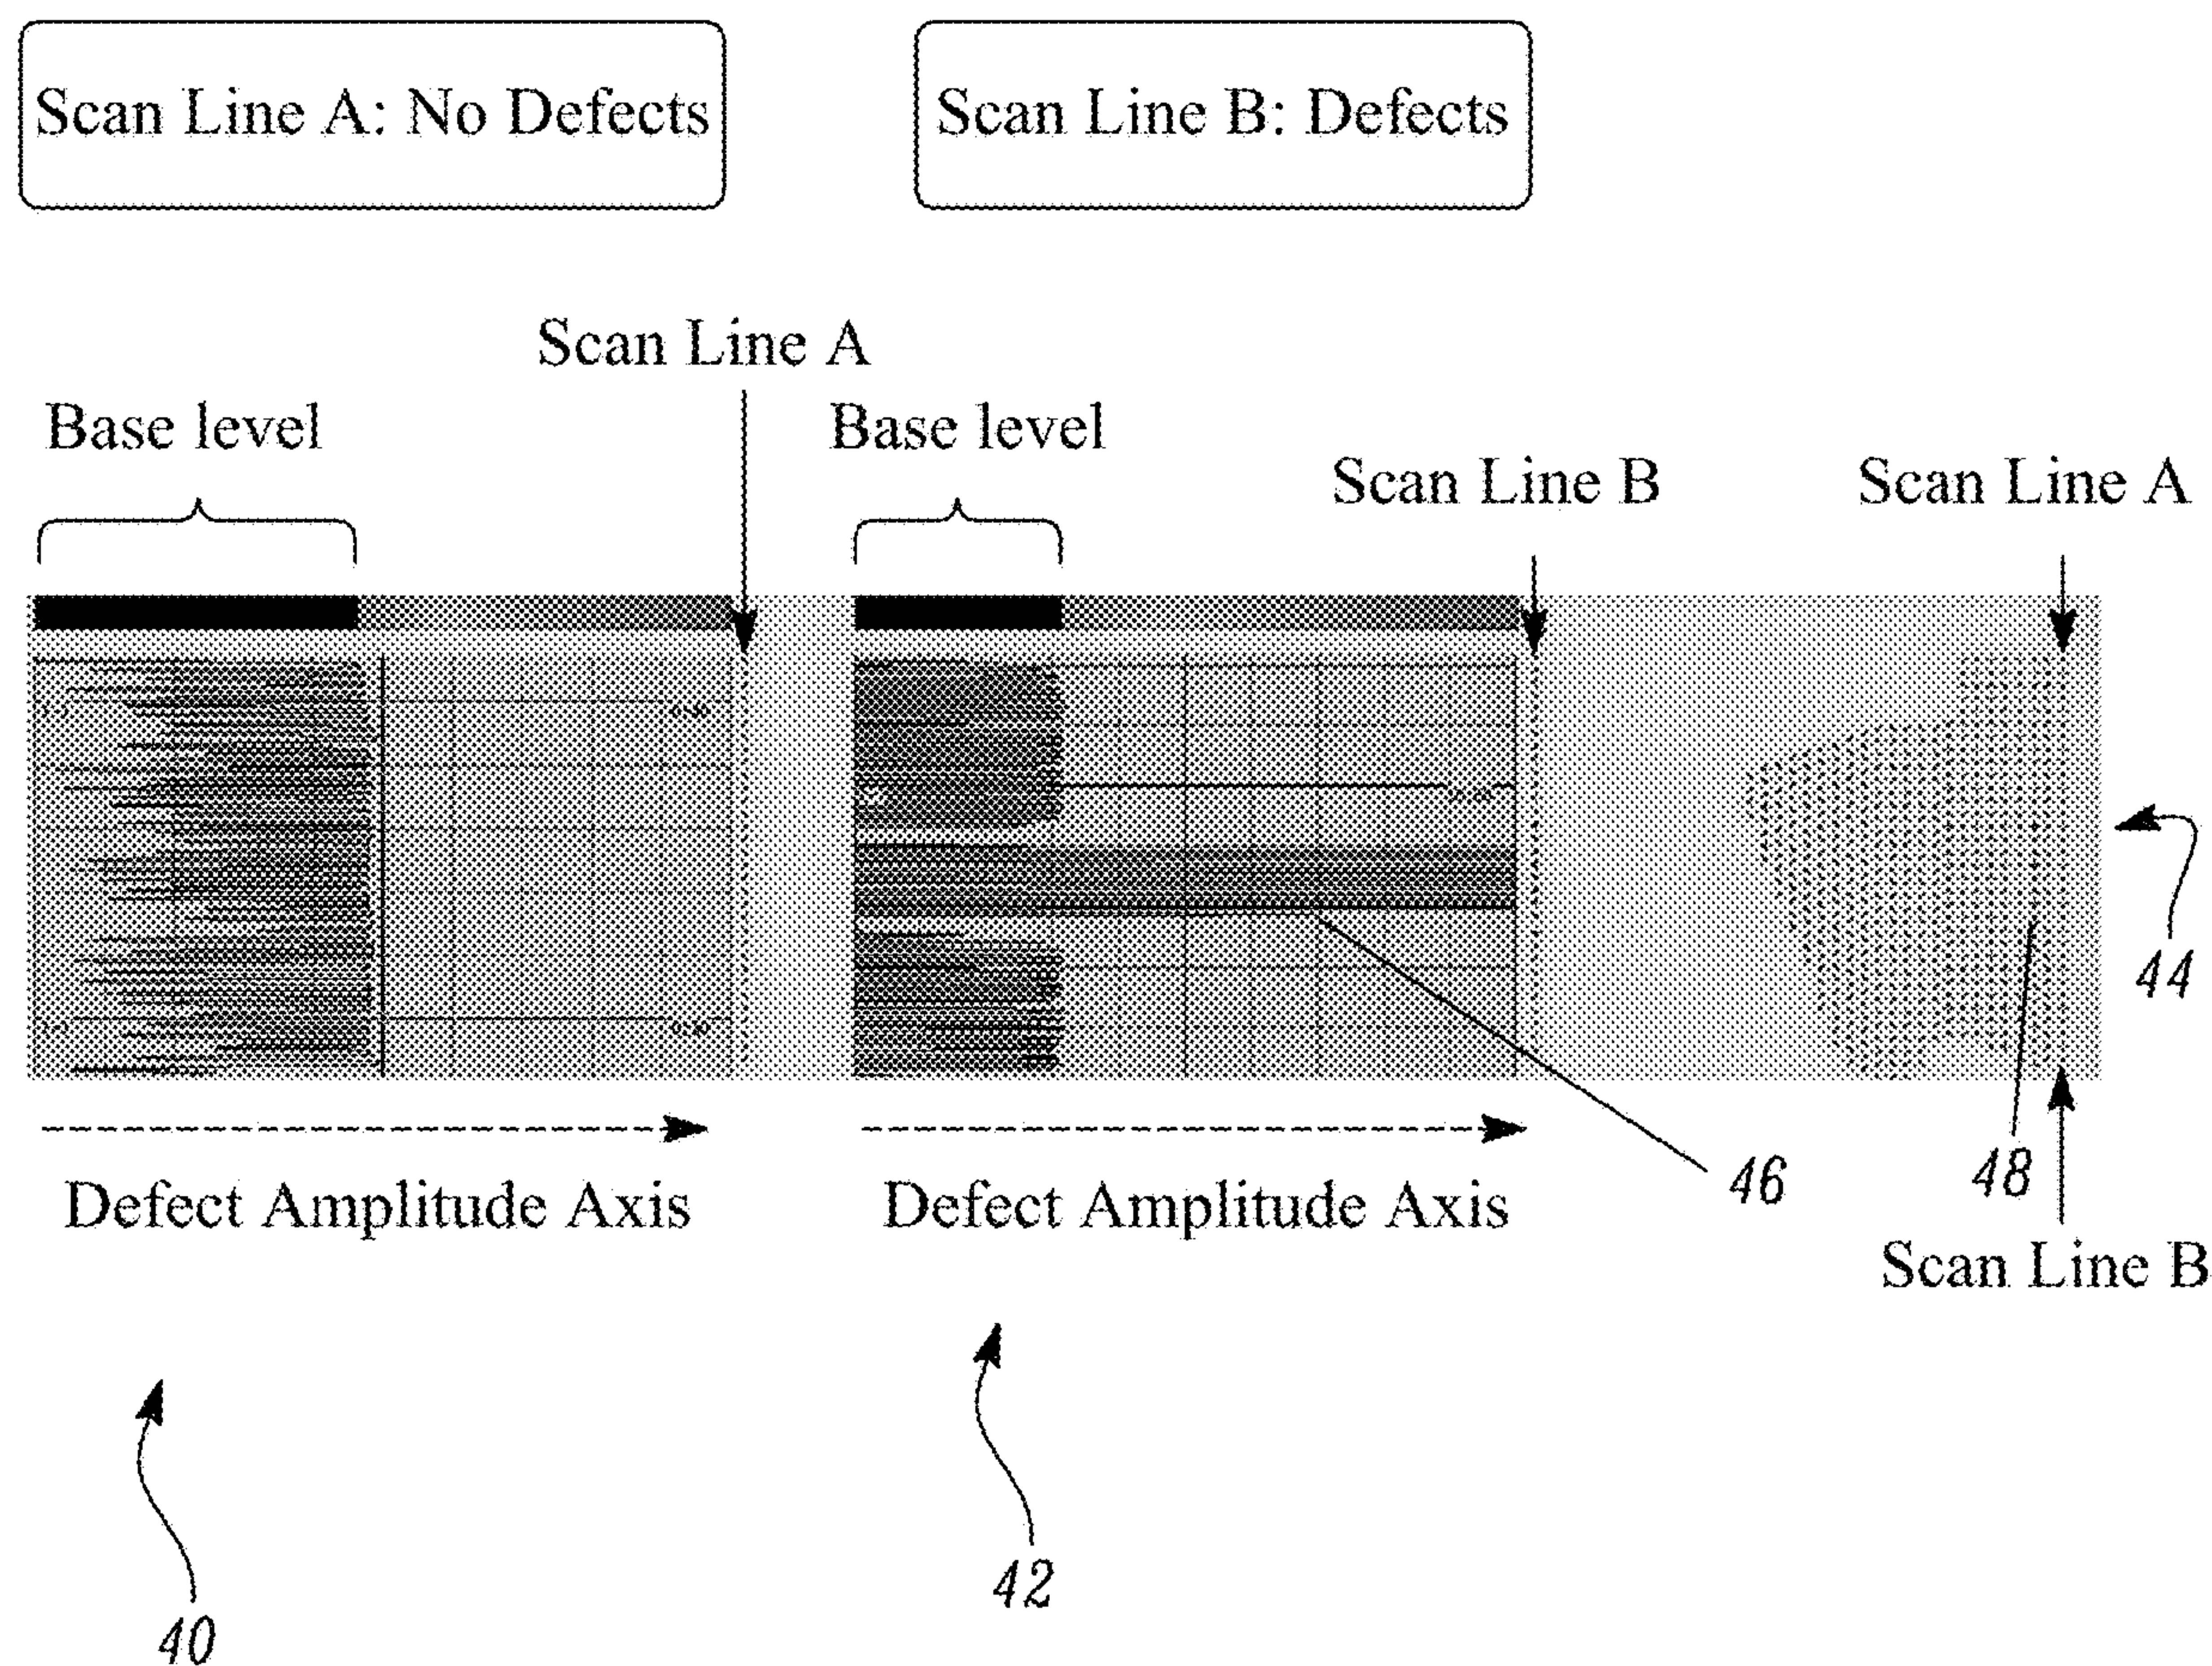 Scan Line A: No Defects
Scan Line B: Defects
Scan Line A
Base level
Base level
Scan Line B
Scan Line A
44
46
48
Defect Amplitude Axis
Defect Amplitude Axis
Scan Line B
42
40